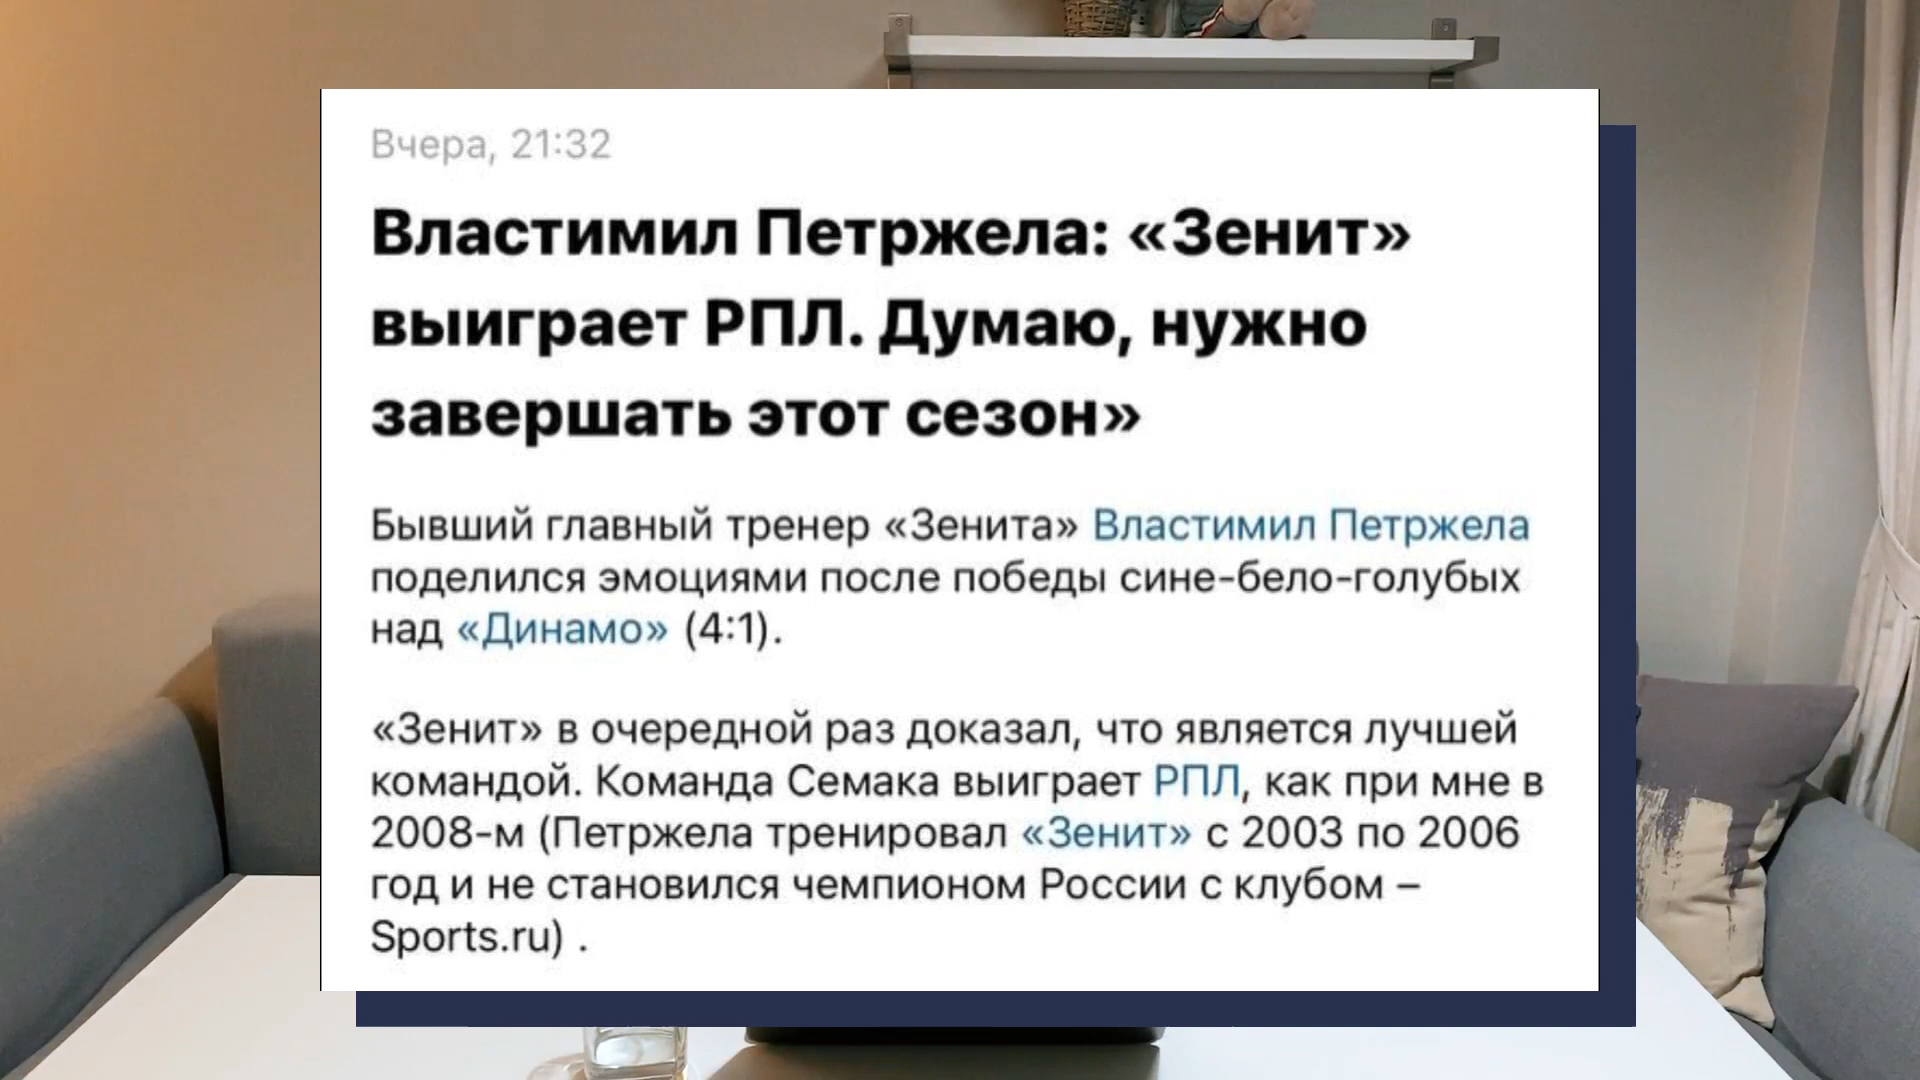 Вчера, 21:32
Властимил Петржела: «Зенит»
выиграет РПЛ. Думаю, нужно
завершать этот сезон»
Бывший главный тренер «Зенита» Властимил Петржела
поделился эмоциями после победы сине-бело-голубых
над «Динамо» (4:1).
«Зенит» в очередной раз доказал, что является лучшей
командой. Команда Семака выиграет РПЛ, как при мне в
2008-м (Петржела тренировал «Зенит» с 2003 по 2006
год и не становился чемпионом России с клубом –
Sports.ru) .